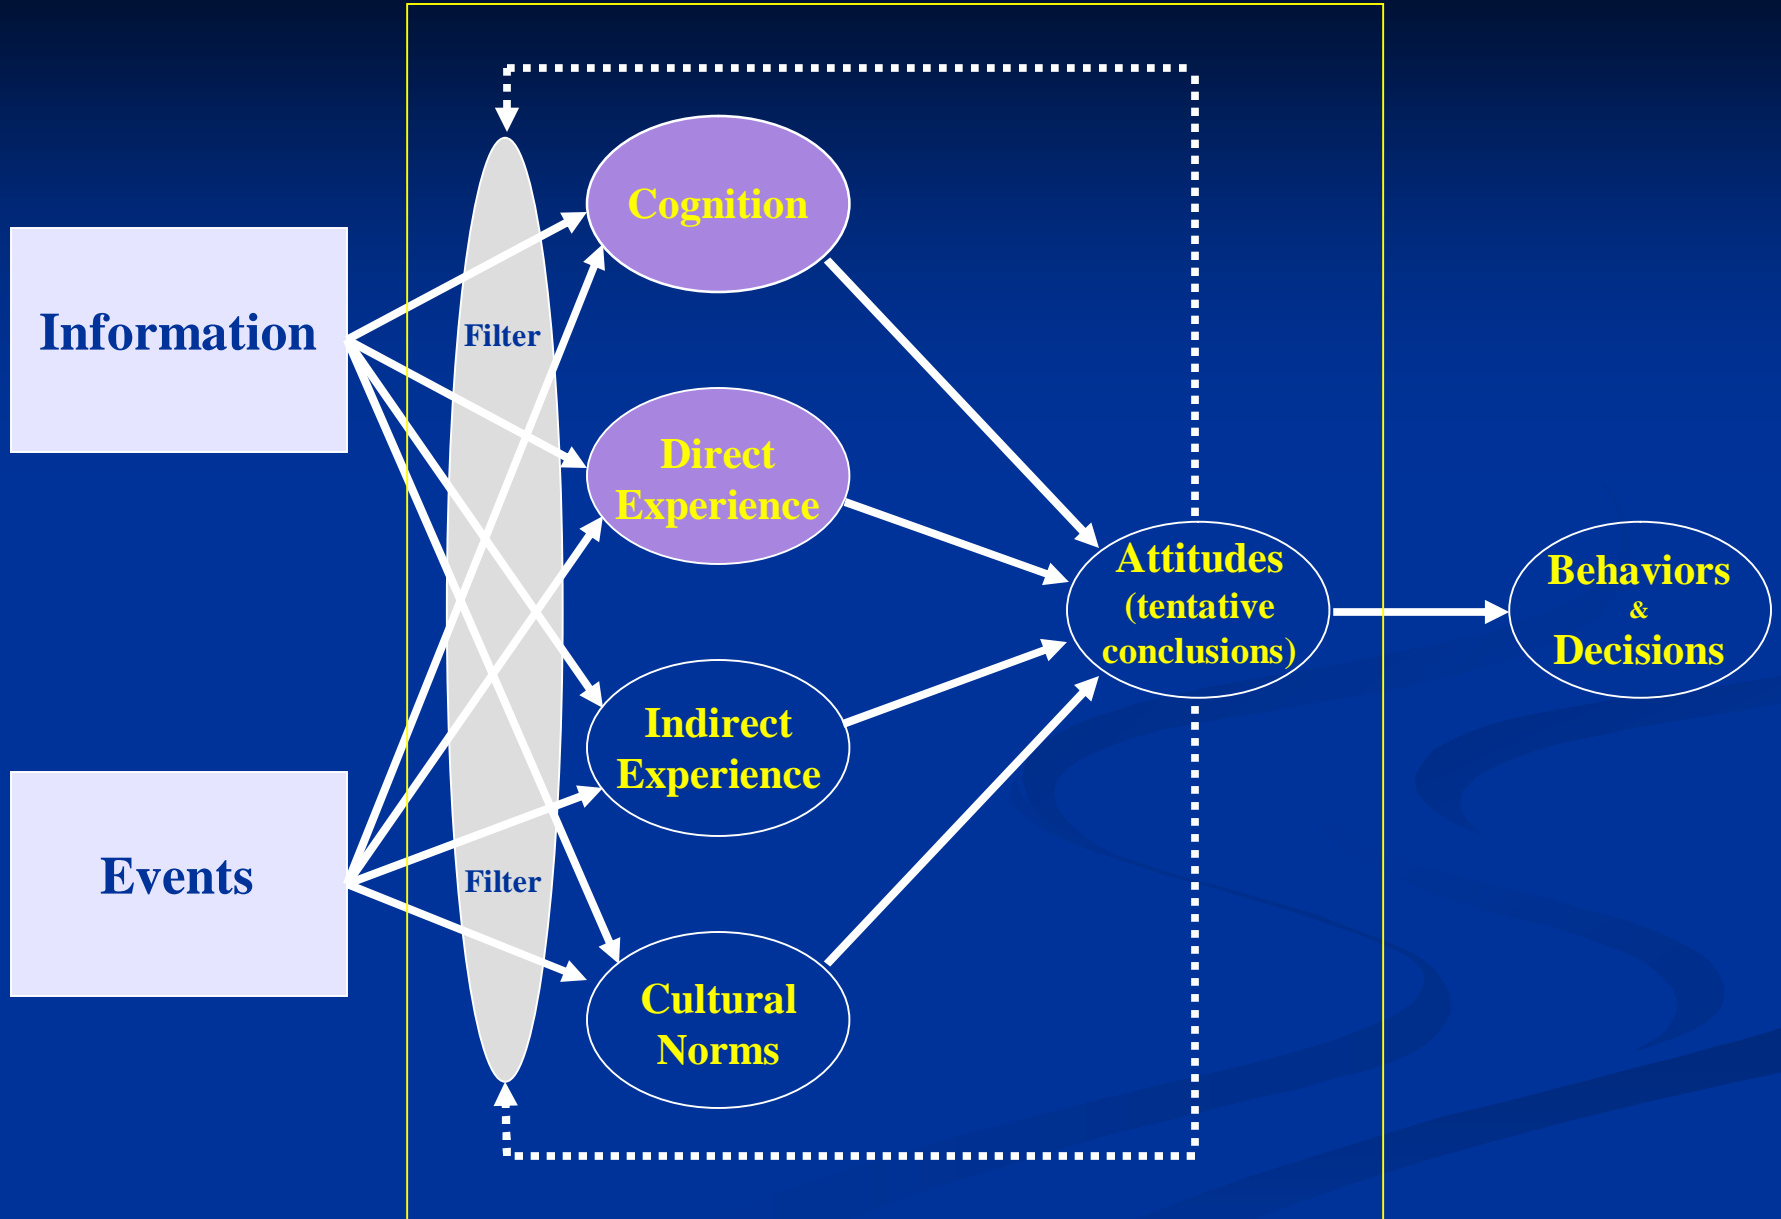 Information
Events
Filter
Filter
Cognition
Direct
Experience
Indirect
Experience
Cultural
Norms
Attitudes
(tentative
conclusions)
Behaviors
&
Decisions